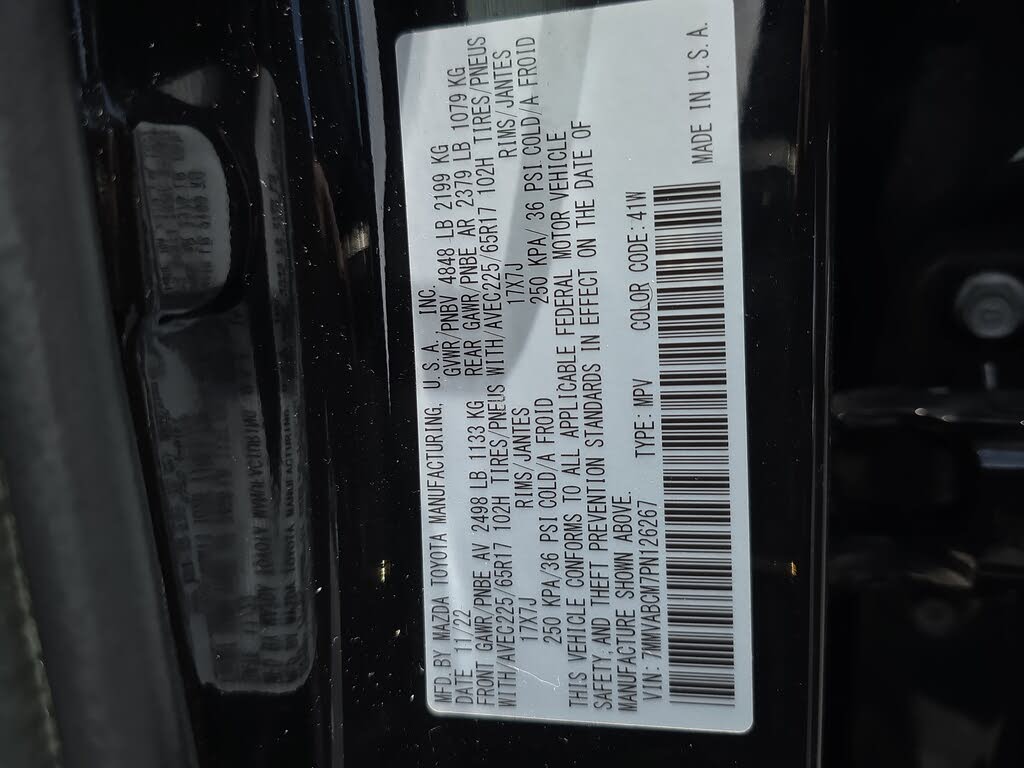 MFD. BY MAZDA TOYOTA MANUFACTURING, U.S.A., INC.
DATE 11/22 GVWR/PNBV 4848 LB 2199 KG
FRONT GAWR/PNBE AV 2498 LB 1133 KG REAR GAWR/PNBE AR 2379 LB 1079 KG
WITH/AVEC225/65R17 102H TIRES/PNEUS WITH/AVEC225/65R17 102H TIRES/PNEUS
17X7J RIMS/JANTES 17X7J RIMS/JANTES
250 KPA/36 PSI COLD/A FROID 250 KPA/ 36 PSI COLD/A FROID
THIS VEHICLE CONFORMS TO ALL APPLICABLE FEDERAL MOTOR VEHICLE
SAFETY,AND THEFT PREVENTION STANDARDS IN EFFECT ON THE DATE OF
MANUFACTURE SHOWN ABOVE.
VIN: 7MMVABCM7PN126267 TYPE: MPV COLOR CODE:41W
MADE IN U.S.A.